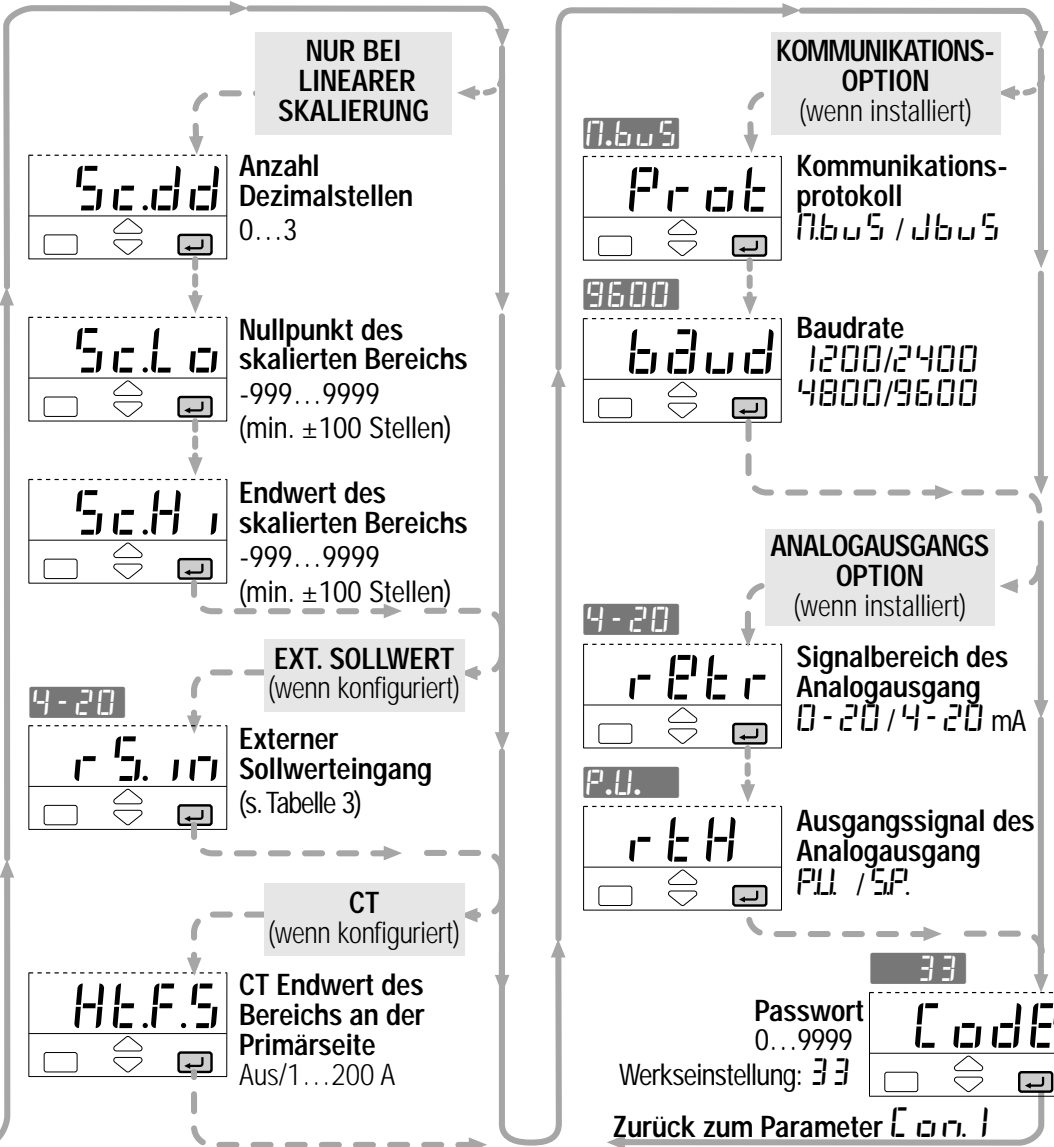 NUR BEI
LINEARER
SKALIERUNG
Sc.dd
Anzahl
Dezimalstellen
0…3
Sc.Lo
Nullpunkt des
skalierten Bereichs
-999…9999
(min. ±100 Stellen)
Sc.Hi
Endwert des
skalierten Bereichs
-999…9999
(min. ±100 Stellen)
EXT. SOLLWERT
(wenn konfiguriert)
4-20
rS.in
Externer
Sollwerteingang
(s. Tabelle 3)
CT
(wenn konfiguriert)
Ht.F.S
CT Endwert des
Bereichs an der
Primärseite
Aus/1…200 A
KOMMUNIKATIONS-
OPTION
(wenn installiert)
M.buS
Prot
Kommunikations-
protokoll
M.buS / Jbus
9600
baud
Baudrate
1200/2400
4800/9600
ANALOGAUSGANGS
OPTION
(wenn installiert)
4-20
rEtr
Signalbereich des
Analogausgang
0-20 / 4-20 mA
P.U.
rtH
Ausgangssignal des
Analogausgang
P.U. / S.P.
33
Passwort
0…9999
CodE
Werkseinstellung: 33
Zurück zum Parameter Con.1